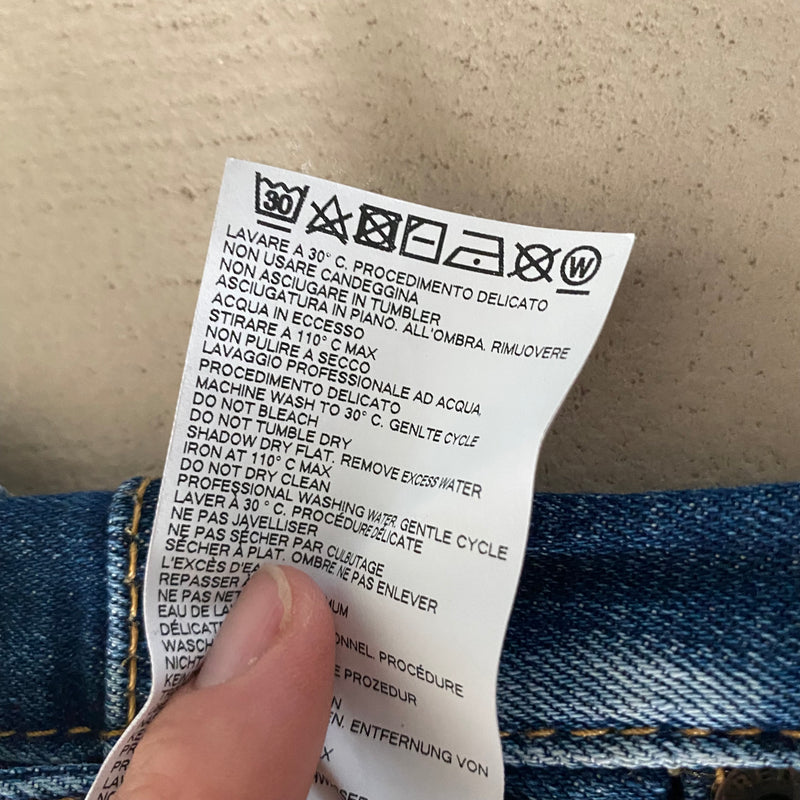 30 W
LAVARE A 30° C. PROCEDIMENTO DELICATO
NON USARE CANDEGGINA
NON ASCIUGARE IN TUMBLER
ASCIUGATURA IN PIANO. ALL'OMBRA. RIMUOVERE
ACQUA IN ECCESSO
STIRARE A 110° C MAX
NON PULIRE A SECCO
LAVAGGIO PROFESSIONALE AD ACQUA
PROCEDIMENTO DELICATO
MACHINE WASH TO 30° C. GENLTE CYCLE
DO NOT BLEACH
DO NOT TUMBLE DRY
SHADOW DRY FLAT. REMOVE EXCESS WATER
IRON AT 110° C MAX
DO NOT DRY CLEAN
PROFESSIONAL WASHING WATER. GENTLE CYCLE
LAVER À 30° C. PROCÉDURE DÉLICATE
NE PAS JAVELLISER
NE PAS SÉCHER PAR CULBUTAGE
SÉCHER À PLAT. OMBRE. NE PAS ENLEVER
L'EXCÈS
REPASSER
NE PAS
EAU DE
PROCÉDURE
PROZEDUR
ENTFERNUNG VON